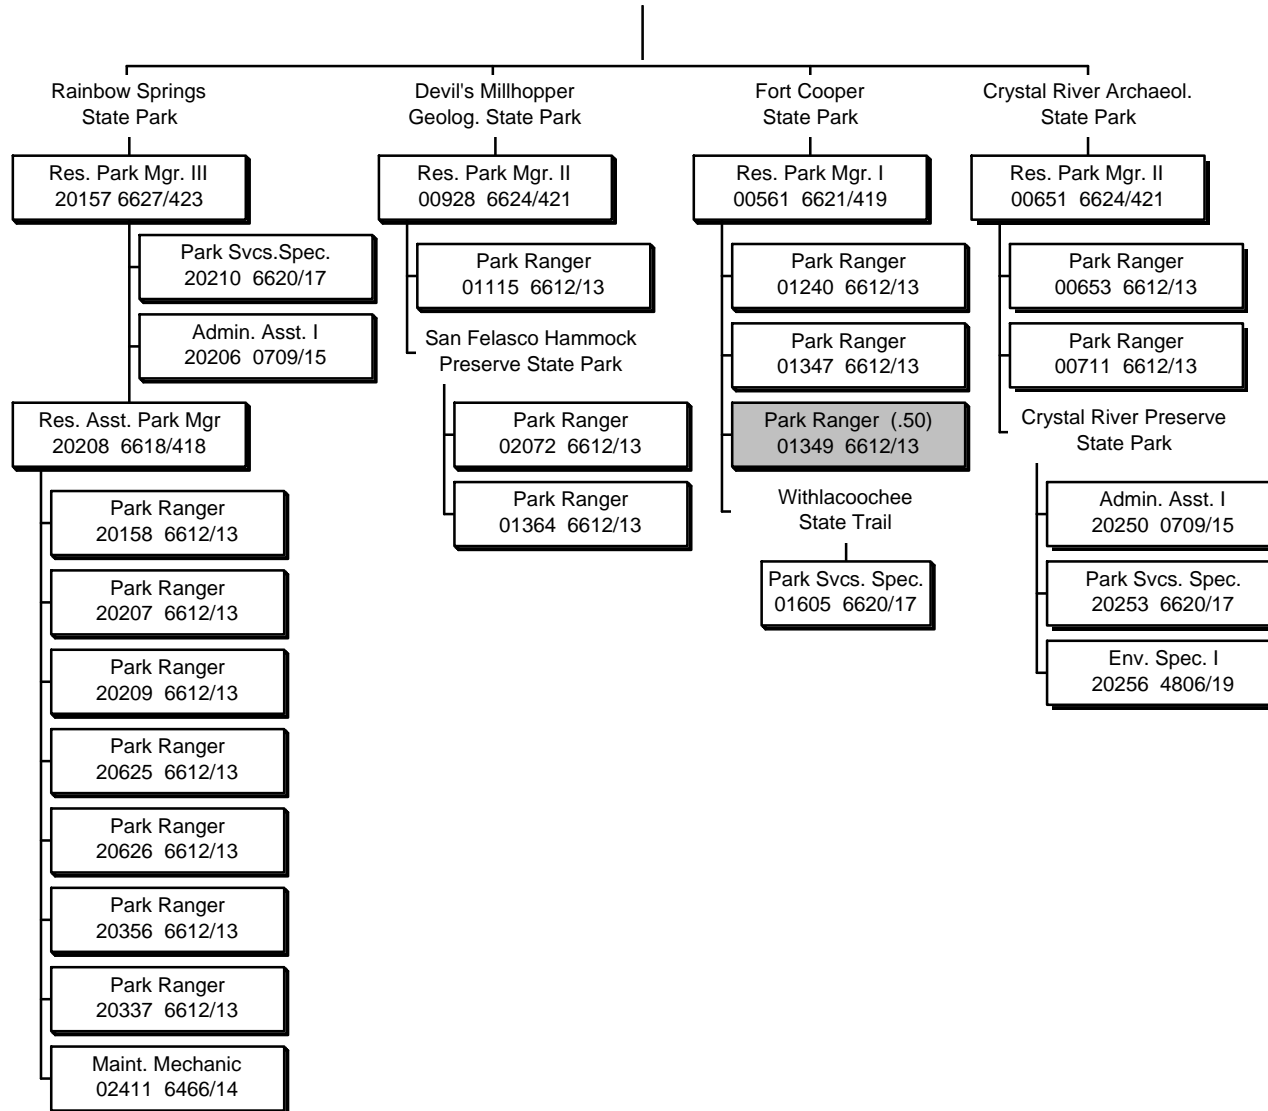 Rainbow Springs
State Park
Res. Park Mgr. III
20157 6627/423
Park Svcs.Spec.
20210 6620/17
Admin. Asst. I
20206 0709/15
Res. Asst. Park Mgr
20208 6618/418
Park Ranger
20158 6612/13
Park Ranger
20207 6612/13
Park Ranger
20209 6612/13
Park Ranger
20625 6612/13
Park Ranger
20626 6612/13
Park Ranger
20356 6612/13
Park Ranger
20337 6612/13
Maint. Mechanic
02411 6466/14
Devil's Millhopper
Geolog. State Park
Res. Park Mgr. II
00928 6624/421
Park Ranger
01115 6612/13
San Felasco Hammock
Preserve State Park
Park Ranger
02072 6612/13
Park Ranger
01364 6612/13
Fort Cooper
State Park
Res. Park Mgr. I
00561 6621/419
Park Ranger
01240 6612/13
Park Ranger
01347 6612/13
Park Ranger (.50)
01349 6612/13
Withlacoochee
State Trail
Park Svcs. Spec.
01605 6620/17
Crystal River Archaeol.
State Park
Res. Park Mgr. II
00651 6624/421
Park Ranger
00653 6612/13
Park Ranger
00711 6612/13
Crystal River Preserve
State Park
Admin. Asst. I
20250 0709/15
Park Svcs. Spec.
20253 6620/17
Env. Spec. I
20256 4806/19